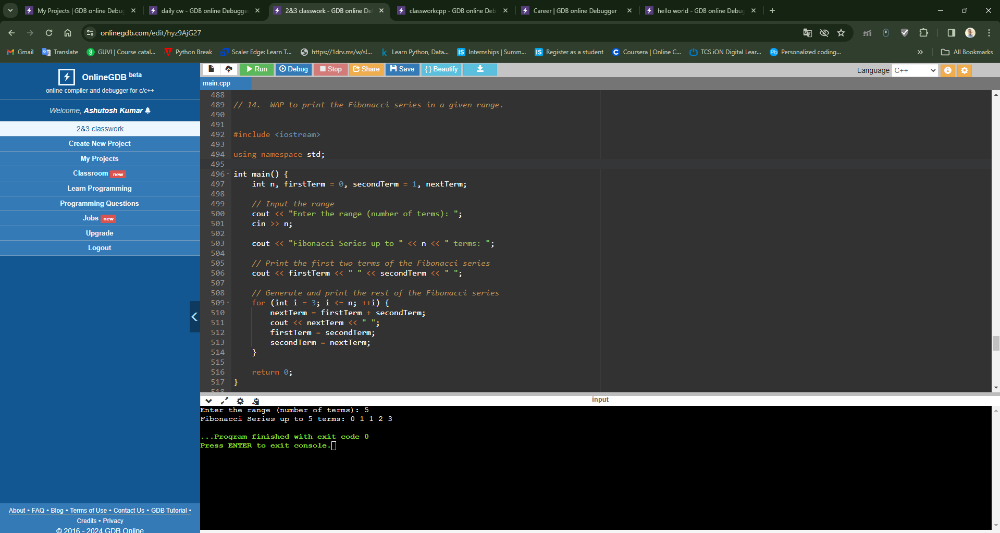 My Projects | GDB online Debug
daily cw - GDB online Debugge
2&3 classwork - GDB online De
classworkcpp - GDB online Deb
Career | GDB online Debugger
hello world - GDB online Debug
onlinegdb.com/edit/hyz9AjG27
Gmail
Translate
GUVI | Course catal...
Python Break
Scaler Edge: Learn T...
https://1drv.ms/w/s!...
Learn Python, Data...
IS Internships | Summ...
IS Register as a student
Coursera | Online C...
TCS iON Digital Lear...
Pb Personalized coding...
All Bookmarks
OnlineGDB beta
online compiler and debugger for c/c++
Welcome, Ashutosh Kumar
2&3 classwork
Create New Project
My Projects
Classroom new
Learn Programming
Programming Questions
Jobs new
Upgrade
Logout
About • FAQ • Blog • Terms of Use • Contact Us • GDB Tutorial •
Credits • Privacy
© 2016 - 2024 GDB Online
Run Debug Stop Share Save { } Beautify
Language C++
main.cpp
488
489 // 14.  WAP to print the Fibonacci series in a given range.
490
491
492 #include <iostream>
493
494 using namespace std;
495
496 int main() {
497     int n, firstTerm = 0, secondTerm = 1, nextTerm;
498
499     // Input the range
500     cout << "Enter the range (number of terms): ";
501     cin >> n;
502
503     cout << "Fibonacci Series up to " << n << " terms: ";
504
505     // Print the first two terms of the Fibonacci series
506     cout << firstTerm << " " << secondTerm << " ";
507
508     // Generate and print the rest of the Fibonacci series
509     for (int i = 3; i <= n; ++i) {
510         nextTerm = firstTerm + secondTerm;
511         cout << nextTerm << " ";
512         firstTerm = secondTerm;
513         secondTerm = nextTerm;
514     }
515
516     return 0;
517 }
518
input
Enter the range (number of terms): 5
Fibonacci Series up to 5 terms: 0 1 1 2 3
...Program finished with exit code 0
Press ENTER to exit console.